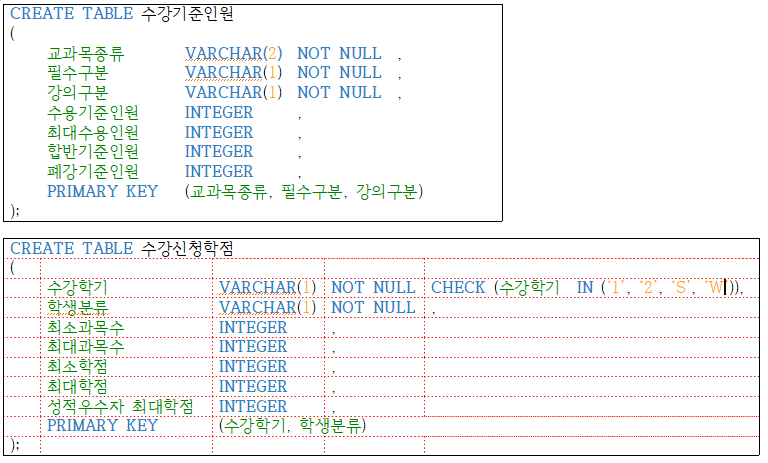 CREATE TABLE 수강기준인원
(
교과목종류 VARCHAR(2) NOT NULL ,
필수구분 VARCHAR(1) NOT NULL ,
강의구분 VARCHAR(1) NOT NULL ,
수용기준인원 INTEGER ,
최대수용인원 INTEGER ,
합반기준인원 INTEGER ,
폐강기준인원 INTEGER ,
PRIMARY KEY (교과목종류, 필수구분, 강의구분)
);
CREATE TABLE 수강신청학점
(
수강학기 VARCHAR(1) NOT NULL CHECK (수강학기 IN ('1', '2', 'S', 'W')),
학생분류 VARCHAR(1) NOT NULL ,
최소과목수 INTEGER ,
최대과목수 INTEGER ,
최소학점 INTEGER ,
최대학점 INTEGER ,
성적우수자 최대학점 INTEGER ,
PRIMARY KEY (수강학기, 학생분류)
);